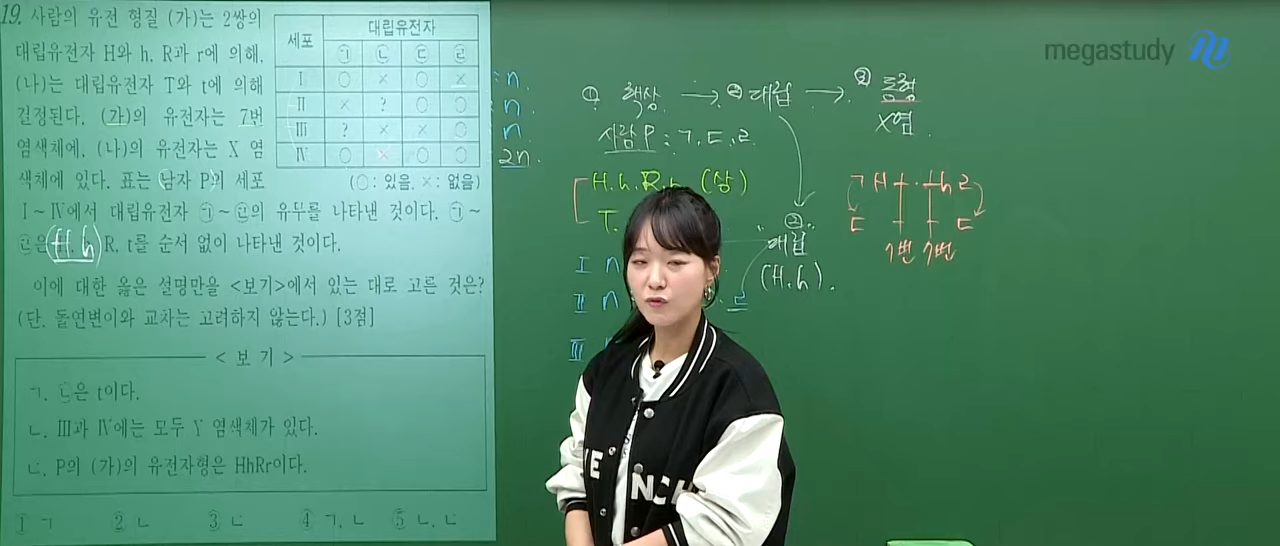 19. 사람의 유전 형질 (가)는 2쌍의
대립유전자 H와 h, R과 r에 의해,
(나)는 대립유전자 T와 t에 의해
결정된다. (가)의 유전자는 7번
염색체에, (나)의 유전자는 X 염
색체에 있다. 표는 남자 P의 세포
Ⅰ~Ⅳ에서 대립유전자 ㉠~㉣의 유무를 나타낸 것이다. ㉠~
㉣은 H, h, R, t를 순서 없이 나타낸 것이다.
세포 대립유전자
㉠ ㉡ ㉢ ㉣
Ⅰ ○ × ○ ×
Ⅱ × ? ○ ○
Ⅲ ? × × ○
Ⅳ ○ × ○ ○
(○: 있음, ×: 없음)
이에 대한 옳은 설명만을 <보기>에서 있는 대로 고른 것은?
(단, 돌연변이와 교차는 고려하지 않는다.) [3점]
<보 기>
ㄱ. ㉡은 t이다.
ㄴ. Ⅲ과 Ⅳ에는 모두 Y 염색체가 있다.
ㄷ. P의 (가)의 유전자형은 HhRr이다.
① ㄱ ② ㄴ ③ ㄷ ④ ㄱ, ㄴ ⑤ ㄴ, ㄷ
: n.
: n.
n.
2n.
① 핵상 → ② 대립 → ③ 동형
X염.
사람 P : ㄱ, ㄷ, ㄹ
H. h. R. (상)
T.
Ⅰ n
Ⅱ n ㄹ
Ⅲ
② 대립
(H, h).
ㄱ H h ㄹ
ㄷ ㄷ
7번 7번
megastudy